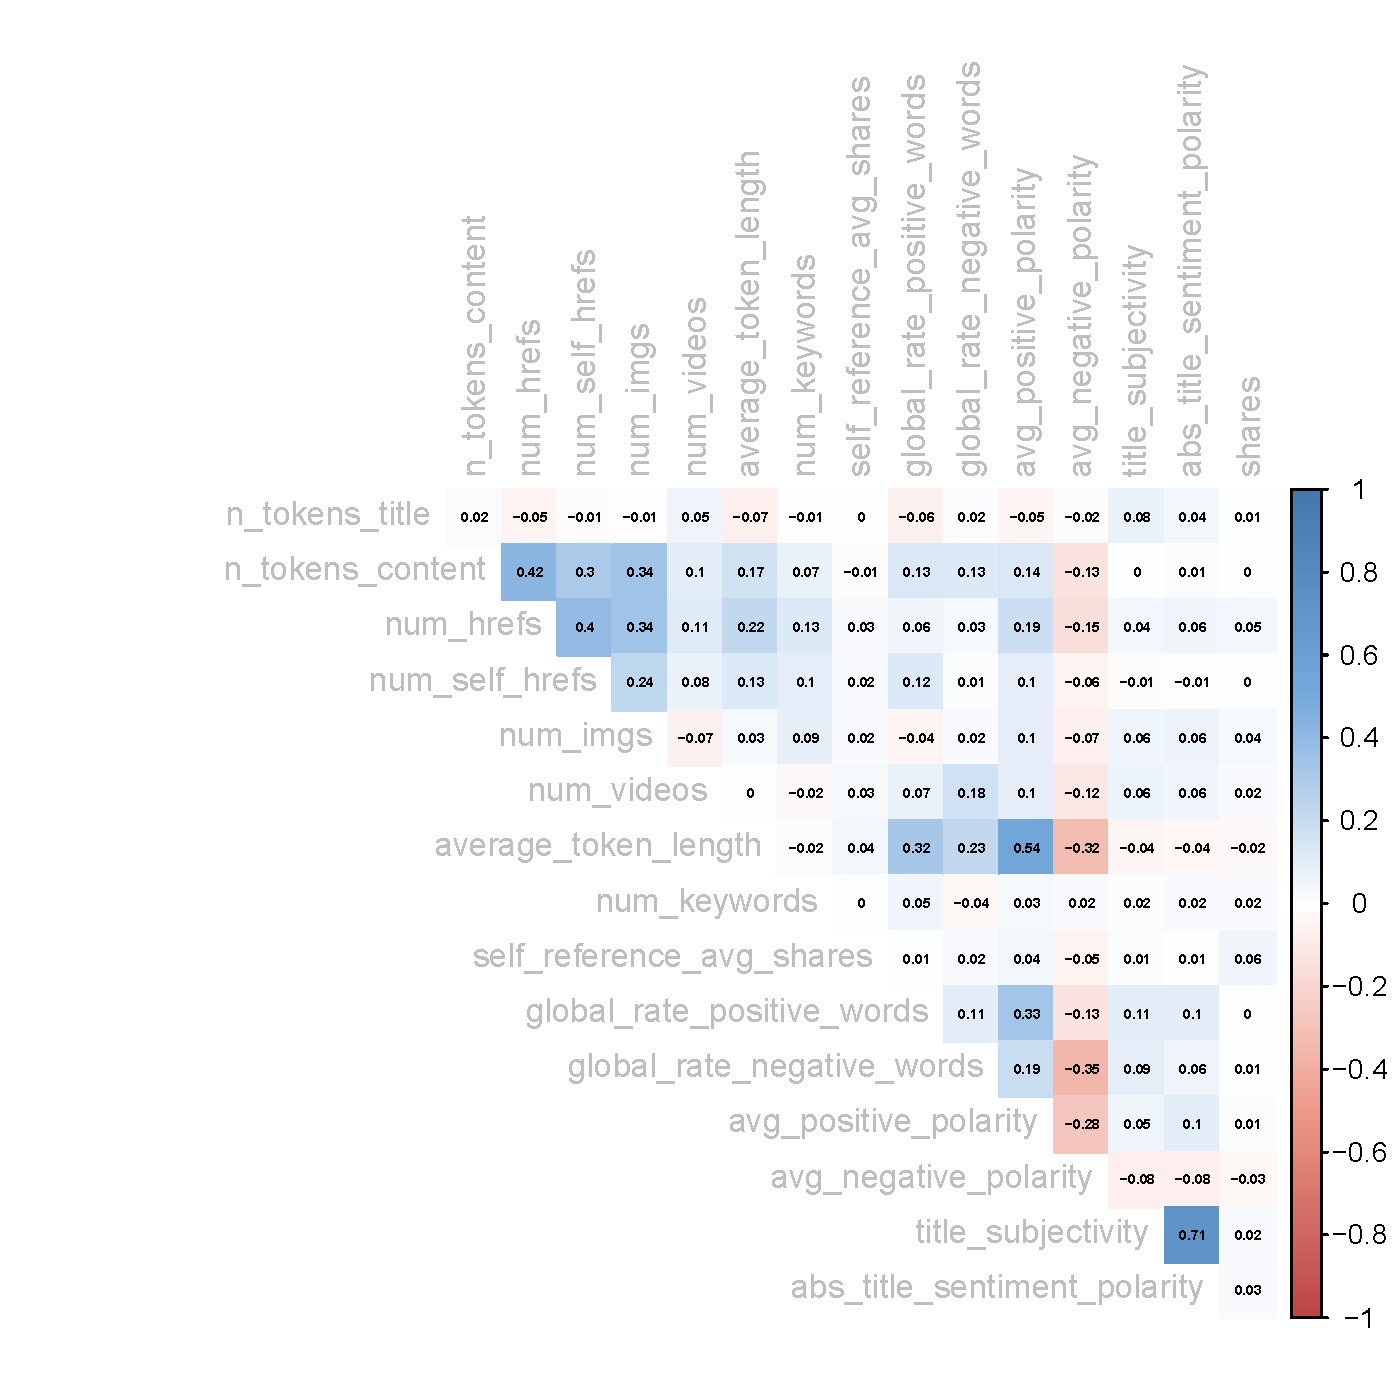 n_tokens_content
num_hrefs
num_self_hrefs
num_imgs
num_videos
average_token_length
num_keywords
self_reference_avg_shares
global_rate_positive_words
global_rate_negative_words
avg_positive_polarity
avg_negative_polarity
title_subjectivity
abs_title_sentiment_polarity
shares
n_tokens_title 0.02 −0.05 −0.01 −0.01 0.05 −0.07 −0.01 0 −0.06 0.02 −0.05 −0.02 0.08 0.04 0.01
n_tokens_content 0.42 0.3 0.34 0.1 0.17 0.07 −0.01 0.13 0.13 0.14 −0.13 0 0.01 0
num_hrefs 0.4 0.34 0.11 0.22 0.13 0.03 0.06 0.03 0.19 −0.15 0.04 0.06 0.05
num_self_hrefs 0.24 0.08 0.13 0.1 0.02 0.12 0.01 0.1 −0.06 −0.01 −0.01 0
num_imgs −0.07 0.03 0.09 0.02 −0.04 0.02 0.1 −0.07 0.06 0.06 0.04
num_videos 0 −0.02 0.03 0.07 0.18 0.1 −0.12 0.06 0.06 0.02
average_token_length −0.02 0.04 0.32 0.23 0.54 −0.32 −0.04 −0.04 −0.02
num_keywords 0 0.05 −0.04 0.03 0.02 0.02 0.02 0.02
self_reference_avg_shares 0.01 0.02 0.04 −0.05 0.01 0.01 0.06
global_rate_positive_words 0.11 0.33 −0.13 0.11 0.1 0
global_rate_negative_words 0.19 −0.35 0.09 0.06 0.01
avg_positive_polarity −0.28 0.05 0.1 0.01
avg_negative_polarity −0.08 −0.08 −0.03
title_subjectivity 0.71 0.02
abs_title_sentiment_polarity 0.03
1
0.8
0.6
0.4
0.2
0
−0.2
−0.4
−0.6
−0.8
−1